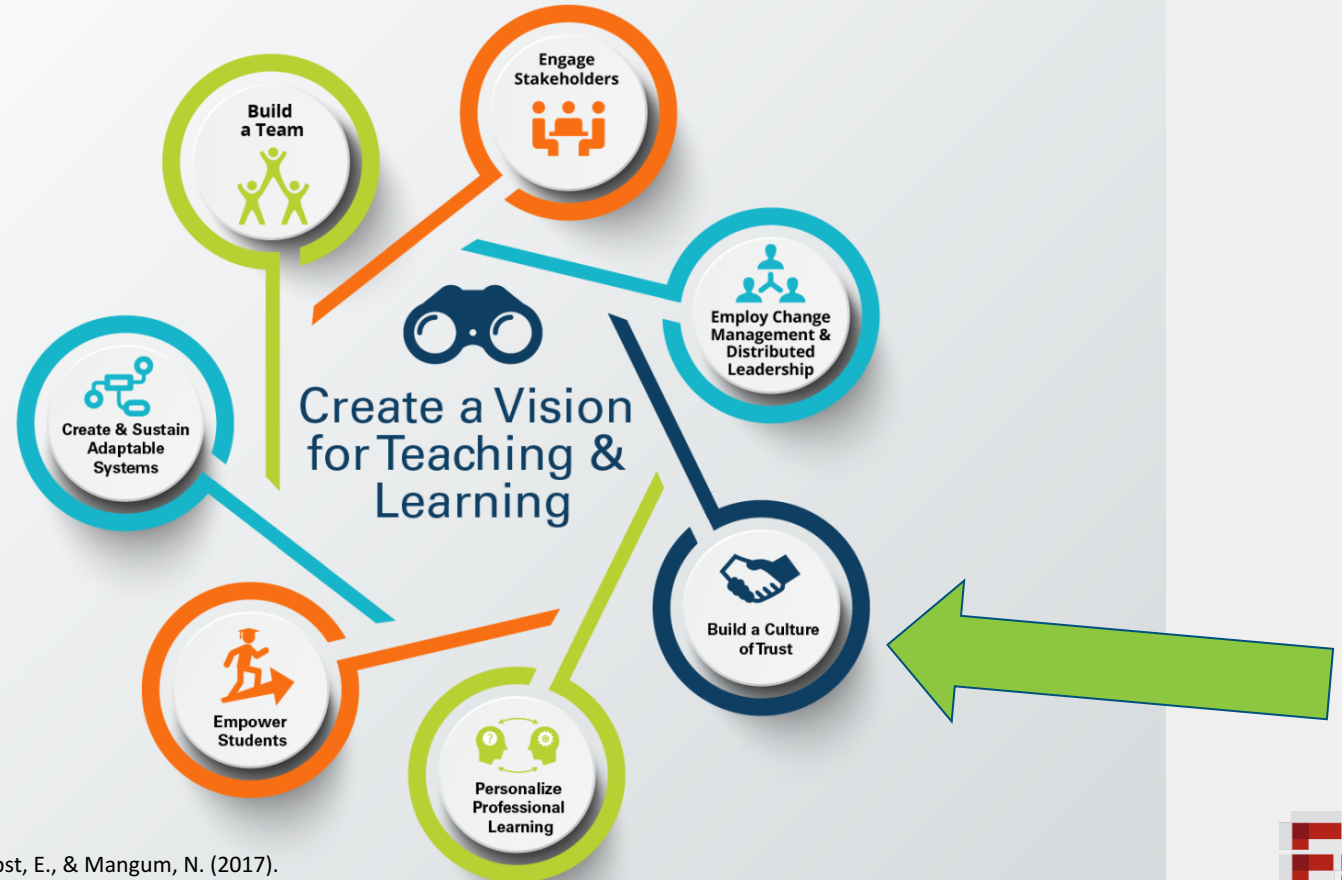 Engage
Stakeholders
Build
a Team
Employ Change
Management &
Distributed
Leadership
Create & Sustain
Adaptable
Systems
Create a Vision
for Teaching &
Learning
Build a Culture
of Trust
Empower
Students
Personalize
Professional
Learning
?
E., & Mangum, N. (2017).